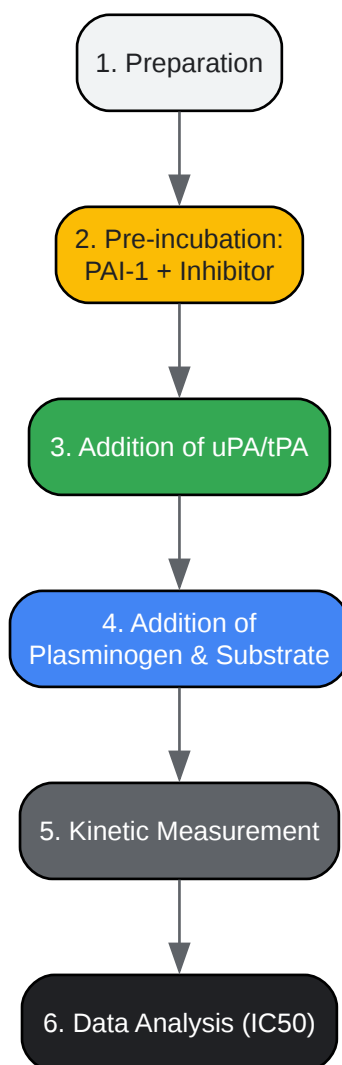 1. Preparation
2. Pre-incubation:
PAI-1 + Inhibitor
3. Addition of uPA/tPA
4. Addition of
Plasminogen & Substrate
5. Kinetic Measurement
6. Data Analysis (IC50)